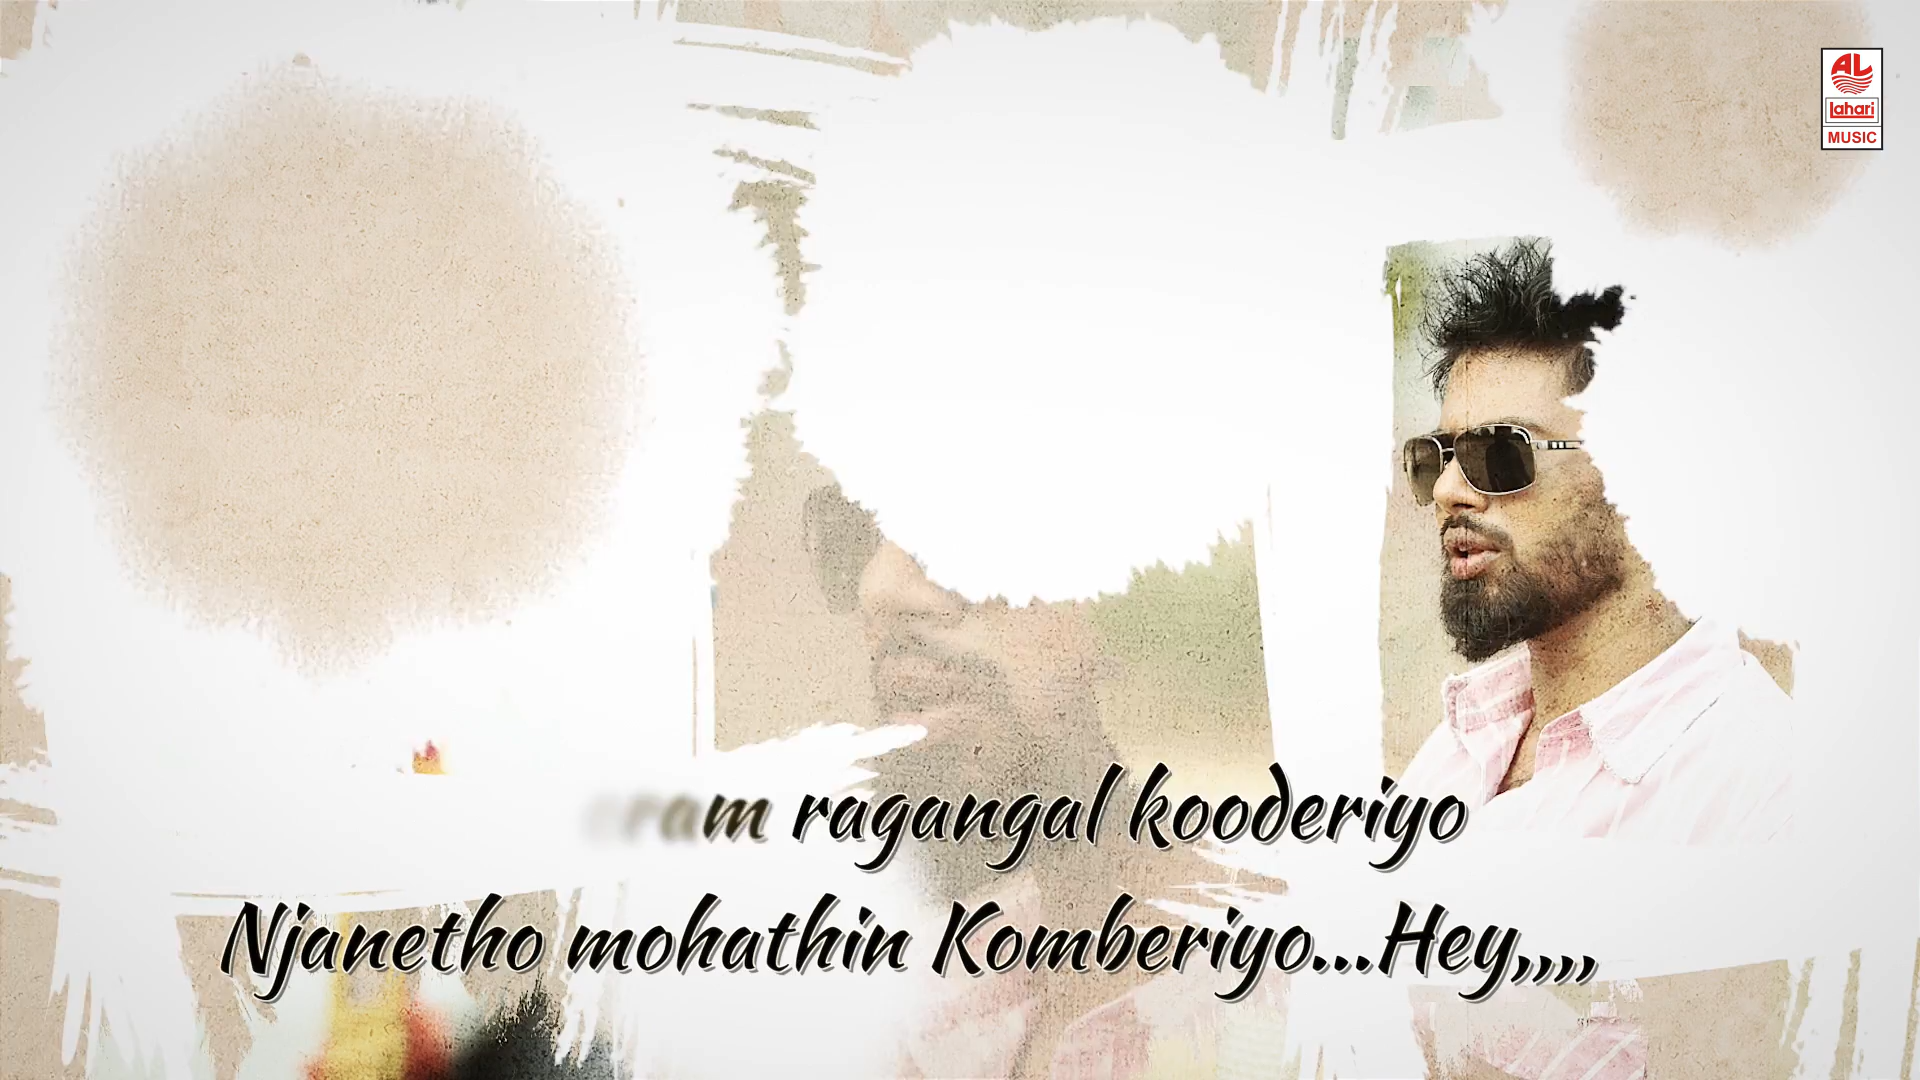 AL
lahari
MUSIC
ragangal kooderiyo
Njanetho mohathin Komberiyo...Hey,,,,